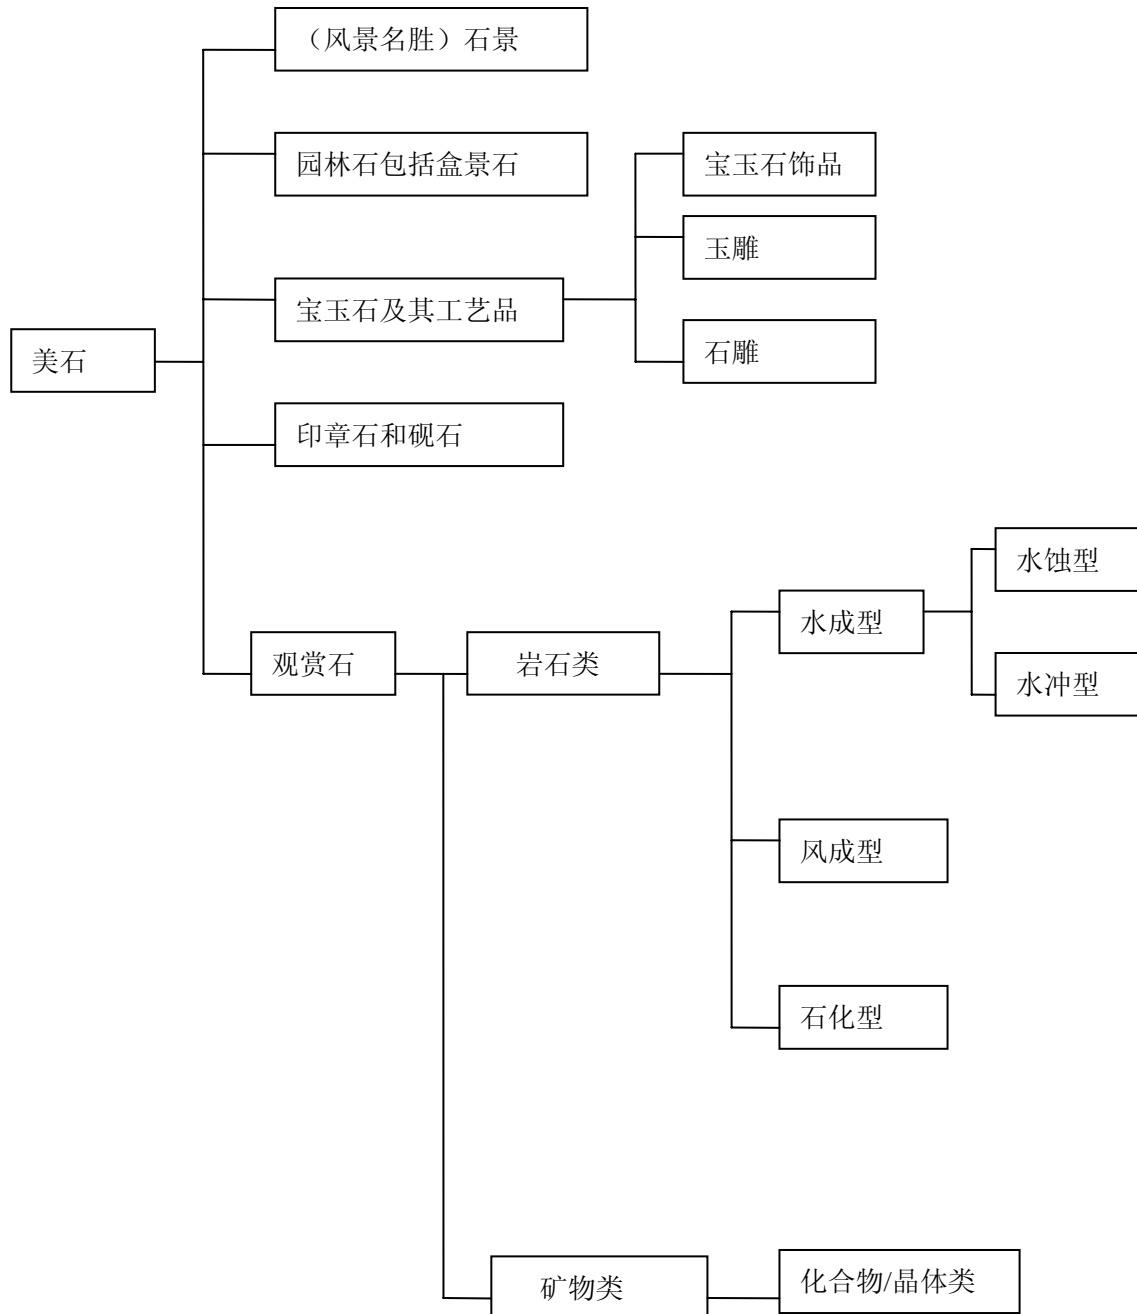 （风景名胜）石景
园林石包括盒景石
宝玉石饰品
玉雕
宝玉石及其工艺品
石雕
美石
印章石和砚石
水蚀型
水成型
观赏石
岩石类
水冲型
风成型
石化型
矿物类
化合物/晶体类